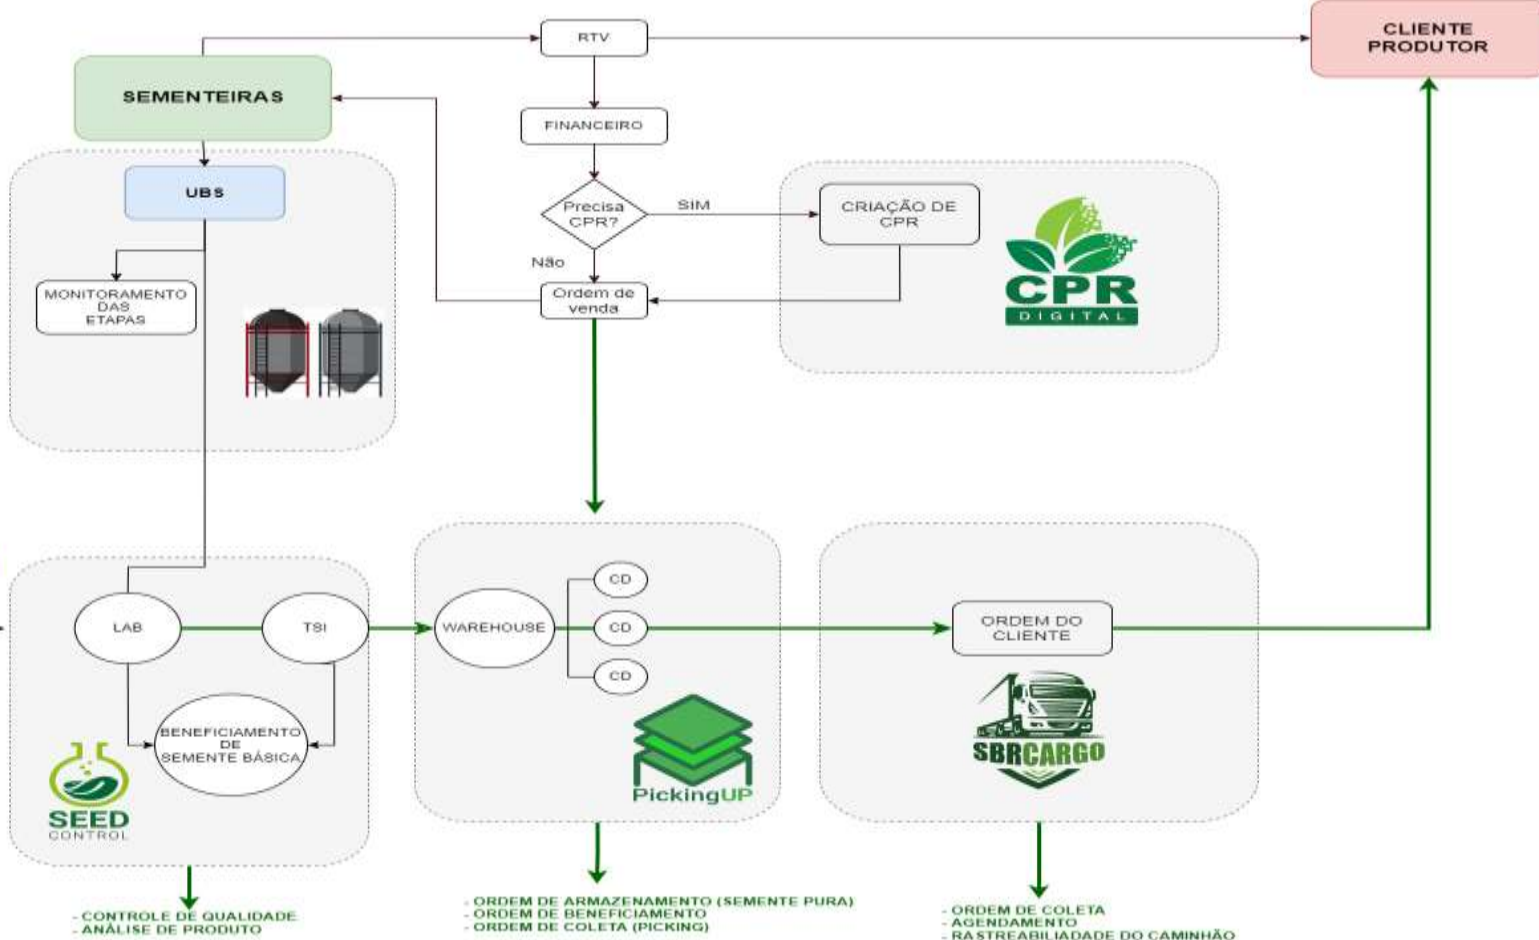 RTV
CLIENTE
PRODUTOR
SEMENTEIRAS
FINANCEIRO
UBS
Precisa
CPR?
SIM
CRIAÇÃO DE
CPR
Não
CPR
DIGITAL
MONITORAMENTO
DAS
ETAPAS
Ordem de
venda
LAB
TSI
WAREHOUSE
CD
CD
CD
ORDEM DO
CLIENTE
BENEFICIAMENTO
DE
SEMENTE BÁSICA
SEED
CONTROL
PickingUP
SBRCARGO
- CONTROLE DE QUALIDADE
- ANÁLISE DE PRODUTO
- ORDEM DE ARMAZENAMENTO (SEMENTE PURA)
- ORDEM DE BENEFICIAMENTO
- ORDEM DE COLETA (PICKING)
- ORDEM DE COLETA
- AGENDAMENTO
- RASTREABILIADADE DO CAMINHÃO